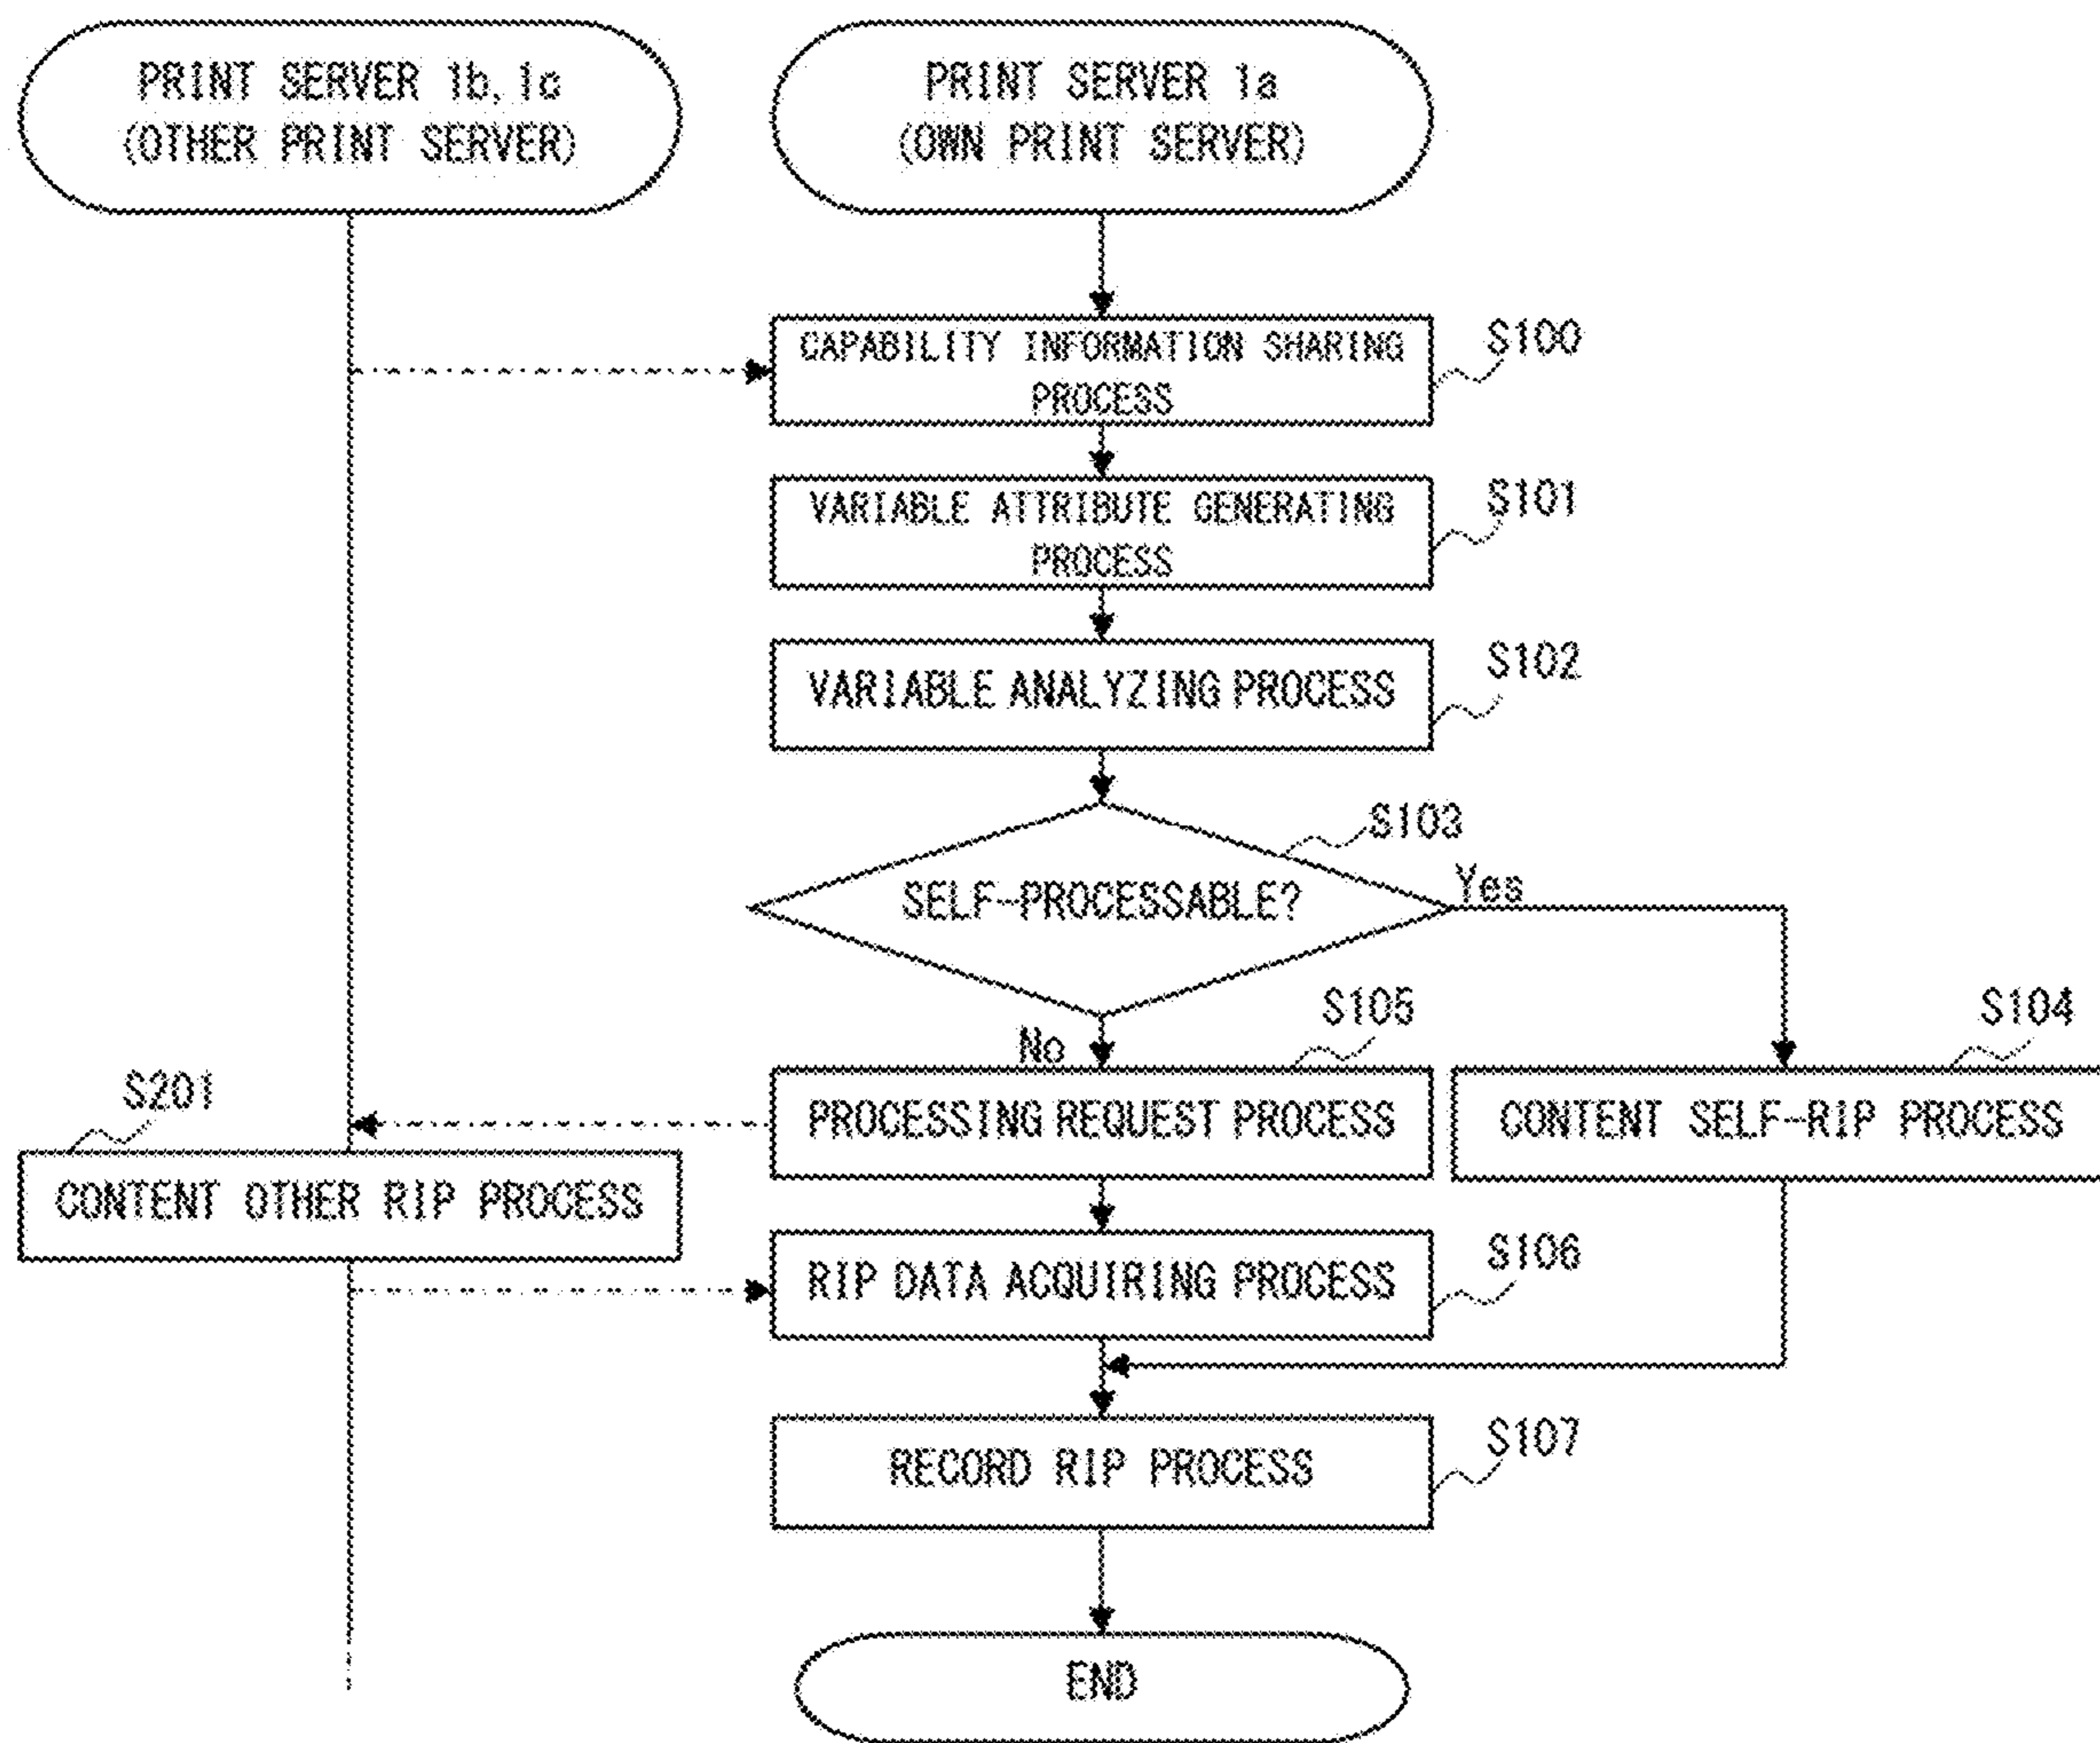 PRINT SERVER 1b, 1c
(OTHER PRINT SERVER)
PRINT SERVER 1a
(OWN PRINT SERVER)
CAPABILITY INFORMATION SHARING
PROCESS
S100
VARIABLE ATTRIBUTE GENERATING
PROCESS
S101
VARIABLE ANALYZING PROCESS
S102
SELF-PROCESSABLE?
S103
Yes
No
S105
PROCESSING REQUEST PROCESS
S104
CONTENT SELF-RIP PROCESS
S201
CONTENT OTHER RIP PROCESS
RIP DATA ACQUIRING PROCESS
S106
RECORD RIP PROCESS
S107
END